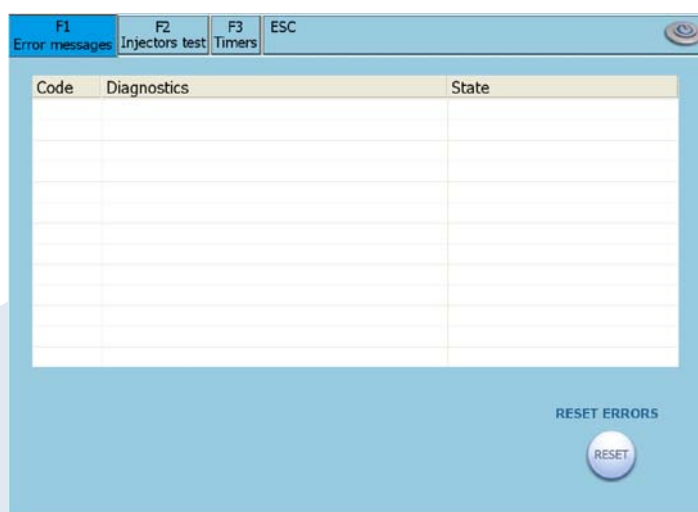 F1 F2 F3 ESC
Error messages Injectors test Timers
Code Diagnostics State
RESET ERRORS
RESET